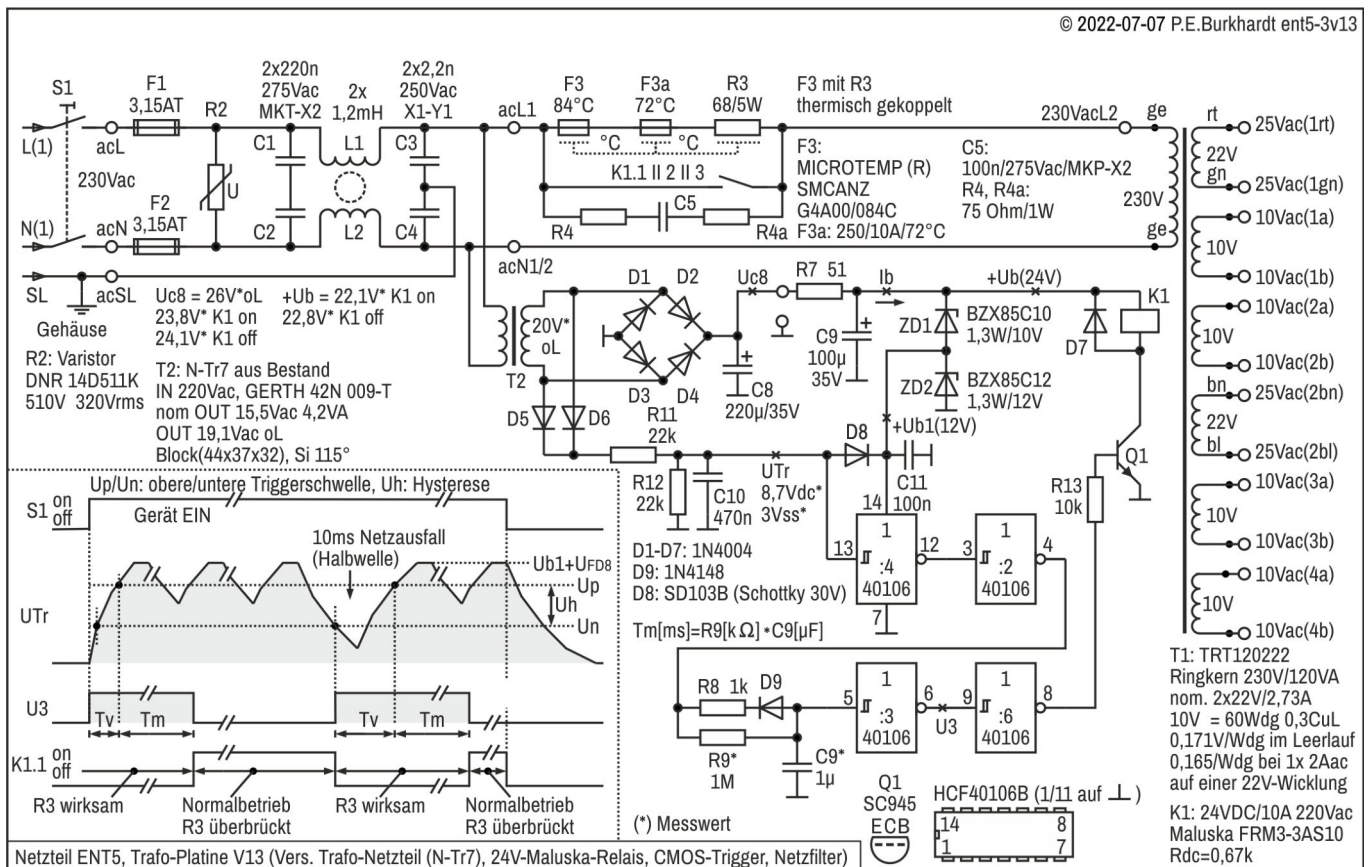 © 2022-07-07 P.E.Burkhardt ent5-3v13
S1
F1
3,15AT
R2
2x220n
275Vac
MKT-X2
2x
1,2mH
2x2,2n
250Vac
X1-Y1
acL1
F3
84°C
F3a
72°C
R3
68/5W
F3 mit R3
thermisch gekoppelt
230VacL2
ge
rt
25Vac(1rt)
L(1)
acL
C1
L1
C3
°C
°C
22V
230Vac
U
K1.1 II 2 II 3
F3:
MICROTEMP (R)
SMCANZ
G4A00/084C
F3a: 250/10A/72°C
C5:
100n/275Vac/MKP-X2
R4, R4a:
75 Ohm/1W
230V
gn
25Vac(1gn)
F2
3,15AT
N(1)
acN
C2
L2
C4
C5
R4
R4a
ge
10Vac(1a)
10V
10Vac(1b)
acN1/2
SL
acSL
Gehäuse
Uc8 = 26V*oL
23,8V* K1 on
24,1V* K1 off
+Ub = 22,1V* K1 on
22,8V* K1 off
D1
D2
Uc8
R7 51
Ib
+Ub(24V)
K1
10Vac(2a)
10V
10Vac(2b)
20V*
oL
T2
D3
D4
C9
100µ
35V
ZD1
BZX85C10
1,3W/10V
D7
ZD2
BZX85C12
1,3W/12V
C8
220µ/35V
R2: Varistor
DNR 14D511K
510V 320Vrms
T2: N-Tr7 aus Bestand
IN 220Vac, GERTH 42N 009-T
nom OUT 15,5Vac 4,2VA
OUT 19,1Vac oL
Block(44x37x32), Si 115°
D5
D6
R11
22k
D8
+Ub1(12V)
bn
25Vac(2bn)
22V
bl
25Vac(2bl)
Q1
R12
22k
C10
470n
UTr
8,7Vdc*
3Vss*
C11
100n
R13
10k
10Vac(3a)
10V
10Vac(3b)
10Vac(4a)
10V
10Vac(4b)
14
13
1
:4
40106
12
7
3
1
:2
40106
4
D1-D7: 1N4004
D9: 1N4148
D8: SD103B (Schottky 30V)
Tm[ms]=R9[k Ω] *C9[µF]
R8 1k
D9
R9*
1M
C9*
1µ
5
1
:3
40106
6
U3
9
1
:6
40106
8
Up/Un: obere/untere Triggerschwelle, Uh: Hysterese
S1 on
off
Gerät EIN
10ms Netzausfall
(Halbwelle)
Ub1+UFD8
Up
Uh
Un
UTr
U3
Tv
Tm
Tv
Tm
K1.1 on
off
R3 wirksam
Normalbetrieb
R3 überbrückt
R3 wirksam
Normalbetrieb
R3 überbrückt
(*) Messwert
Q1
SC945
ECB
HCF40106B (1/11 auf ⊥)
14
8
1
7
T1: TRT120222
Ringkern 230V/120VA
nom. 2x22V/2,73A
10V = 60Wdg 0,3CuL
0,171V/Wdg im Leerlauf
0,165/Wdg bei 1x 2Aac
auf einer 22V-Wicklung
K1: 24VDC/10A 220Vac
Maluska FRM3-3AS10
Rdc=0,67k
Netzteil ENT5, Trafo-Platine V13 (Vers. Trafo-Netzteil (N-Tr7), 24V-Maluska-Relais, CMOS-Trigger, Netzfilter)